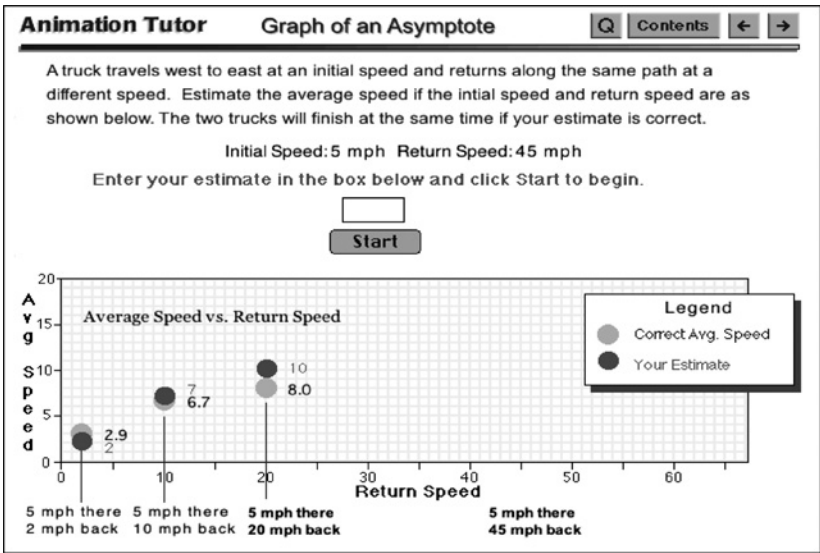 Animation Tutor Graph of an Asymptote Q Contents ← →
A truck travels west to east at an initial speed and returns along the same path at a
different speed. Estimate the average speed if the intial speed and return speed are as
shown below. The two trucks will finish at the same time if your estimate is correct.
Initial Speed: 5 mph Return Speed: 45 mph
Enter your estimate in the box below and click Start to begin.
Start
Avg Speed
20
15
10
5
0
Average Speed vs. Return Speed
Legend
Correct Avg. Speed
Your Estimate
2.9
2
7
6.7
10
8.0
0 10 20 30 40 50 60
Return Speed
5 mph there 5 mph there 5 mph there 5 mph there
2 mph back 10 mph back 20 mph back 45 mph back